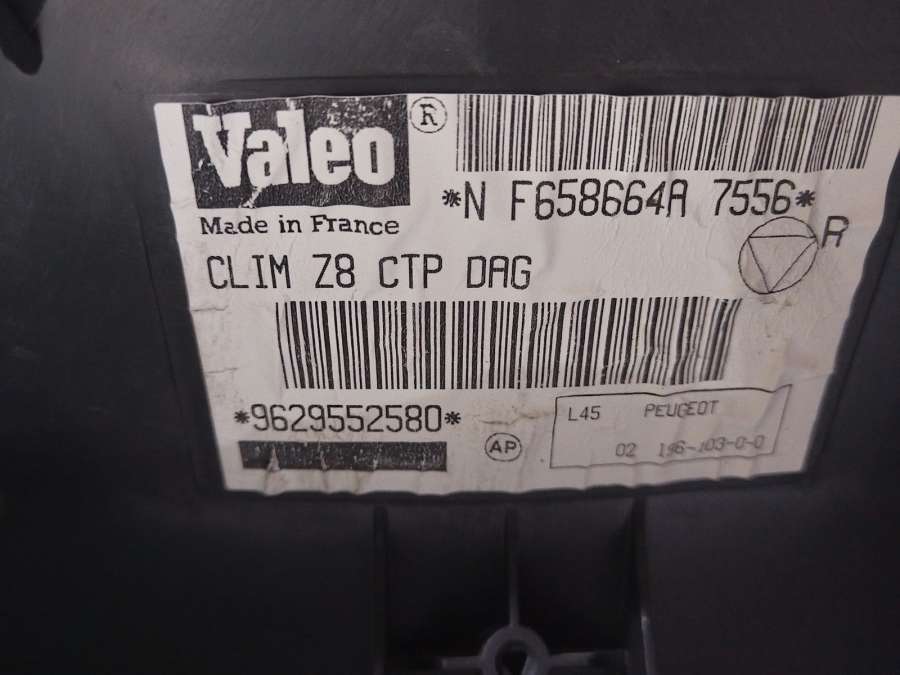 Valeo ®
*N F658664A 7556*
Made in France
R
CLIM Z8 CTP DAG
*9629552580*
AP
L45 PEUGEOT
02